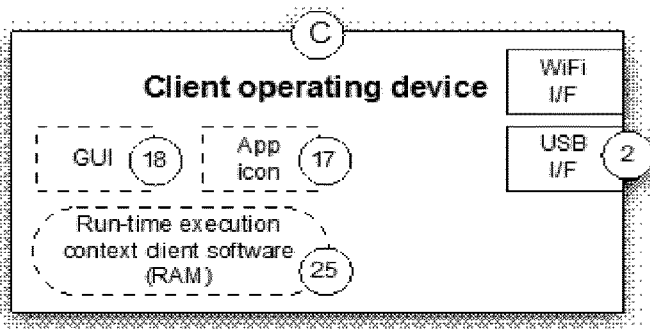 C
Client operating device
WiFi
I/F
GUI 18
App
icon
17
USB
I/F
2
Run-time execution
context client software
(RAM)
25